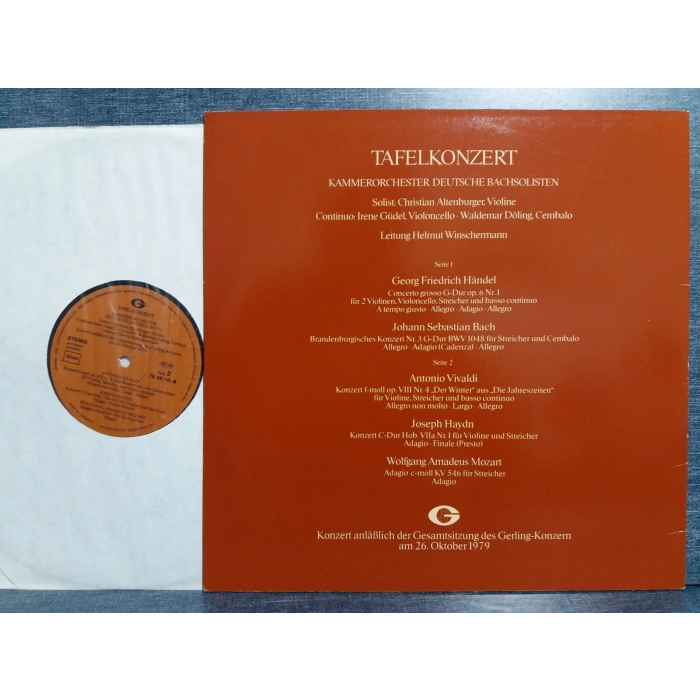 TAFELKONZERT
KAMMERORCHESTER DEUTSCHE BACHSOLISTEN
Solist: Christian Altenburger, Violine
Continuo: Irene Güdel, Violoncello · Waldemar Döling, Cembalo
Leitung Helmut Winschermann
Seite 1
Georg Friedrich Händel
Concerto grosso G-Dur op. 6 Nr. 1
für 2 Violinen, Violoncello, Streicher und basso continuo
A tempo giusto · Allegro · Adagio · Allegro · Allegro
Johann Sebastian Bach
Brandenburgisches Konzert Nr. 3 G-Dur BWV 1048 für Streicher und Cembalo
Allegro · Adagio (Cadenza) · Allegro
Seite 2
Antonio Vivaldi
Konzert f-moll op. VIII Nr. 4 „Der Winter" aus „Die Jahreszeiten"
für Violine, Streicher und basso continuo
Allegro non molto · Largo · Allegro
Joseph Haydn
Konzert C-Dur Hob. VIIa Nr. 1 für Violine und Streicher
Adagio · Finale (Presto)
Wolfgang Amadeus Mozart
Adagio c-moll KV 546 für Streicher
Adagio
G
Konzert anläßlich der Gesamtsitzung des Gerling-Konzern
am 26. Oktober 1979
G
TAFELKONZERT
STEREO
2